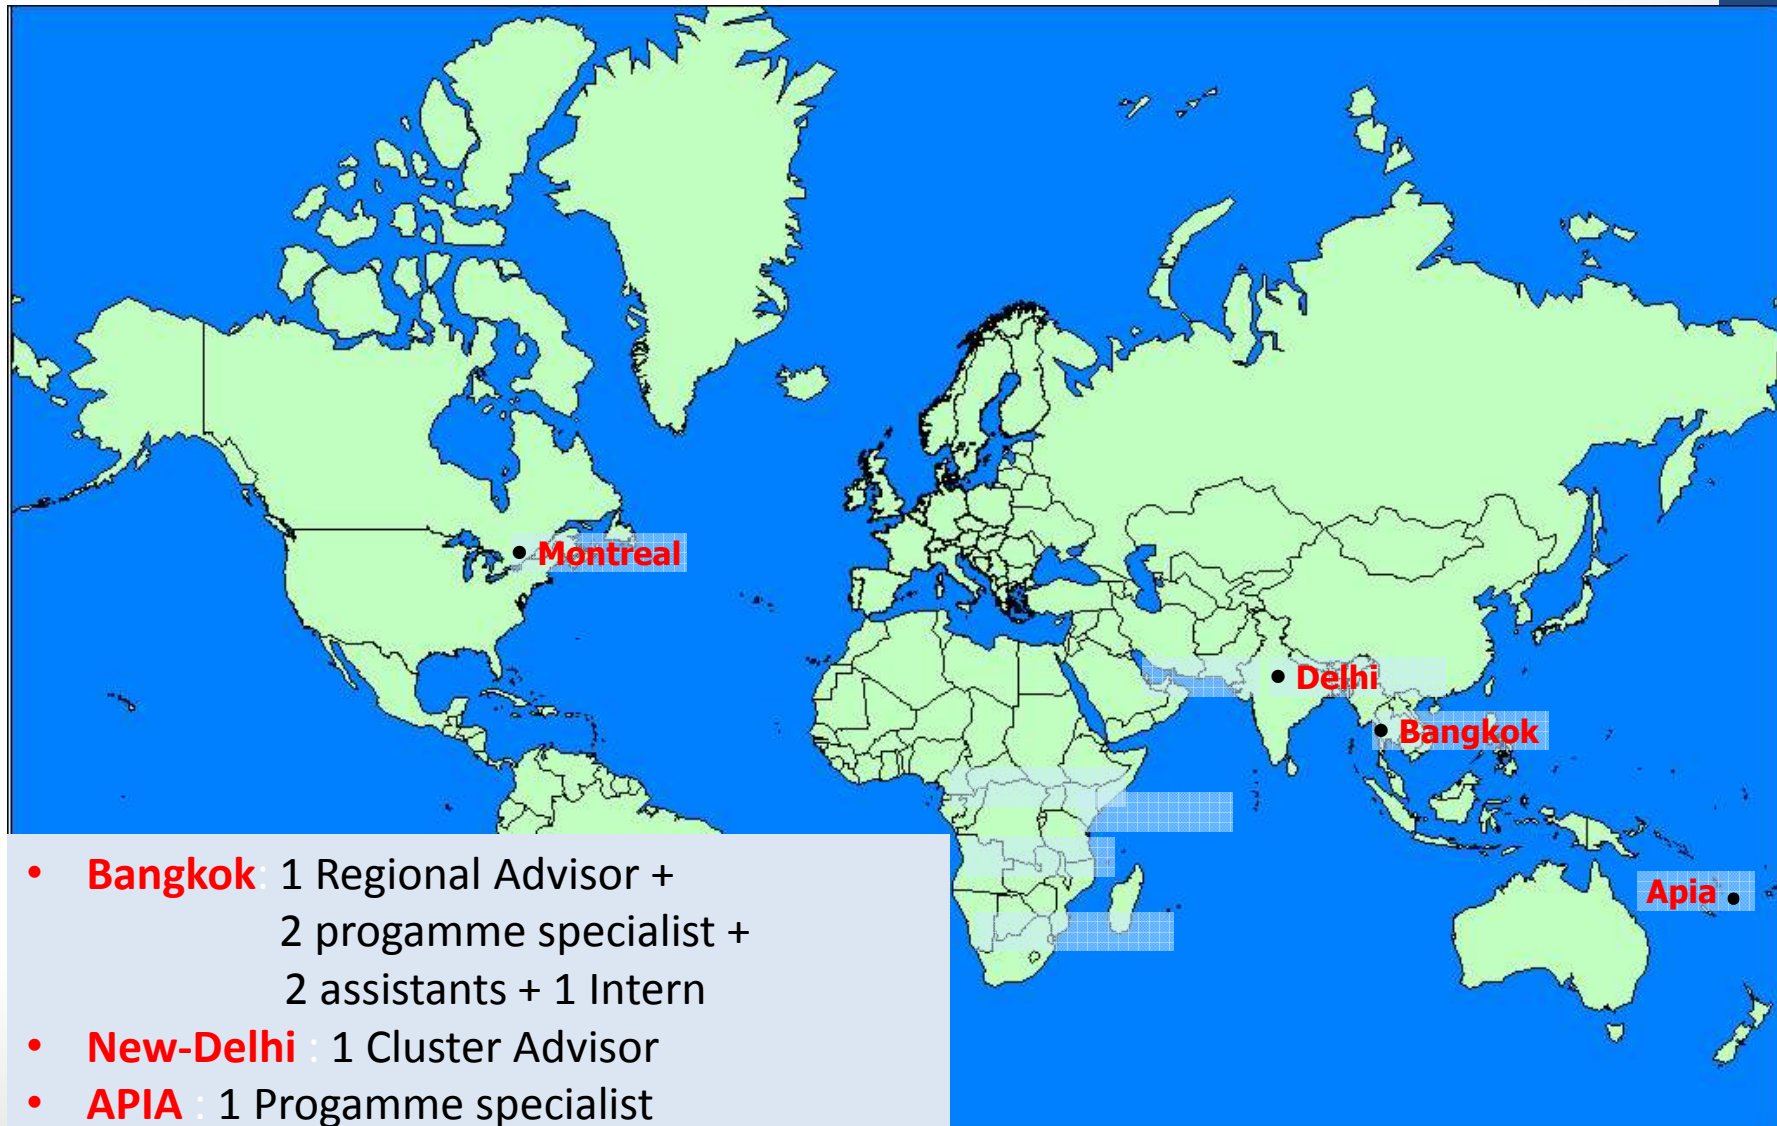 Montreal
Delhi
Bangkok
Apia
• Bangkok: 1 Regional Advisor +
2 progamme specialist +
2 assistants + 1 Intern
• New-Delhi : 1 Cluster Advisor
• APIA : 1 Progamme specialist